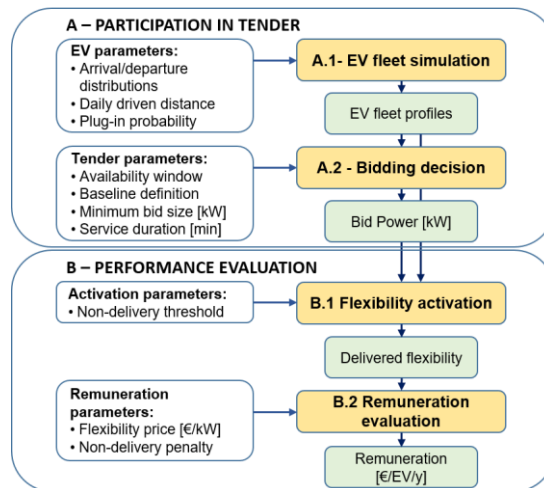 A – PARTICIPATION IN TENDER
EV parameters:
• Arrival/departure
distributions
• Daily driven distance
• Plug-in probability
A.1- EV fleet simulation
EV fleet profiles
Tender parameters:
• Availability window
• Baseline definition
• Minimum bid size [kW]
• Service duration [min]
A.2 - Bidding decision
Bid Power [kW]
B – PERFORMANCE EVALUATION
Activation parameters:
• Non-delivery threshold
B.1 Flexibility activation
Delivered flexibility
Remuneration
parameters:
• Flexibility price [€/kW]
• Non-delivery penalty
B.2 Remuneration
evaluation
Remuneration
[€/EV/y]